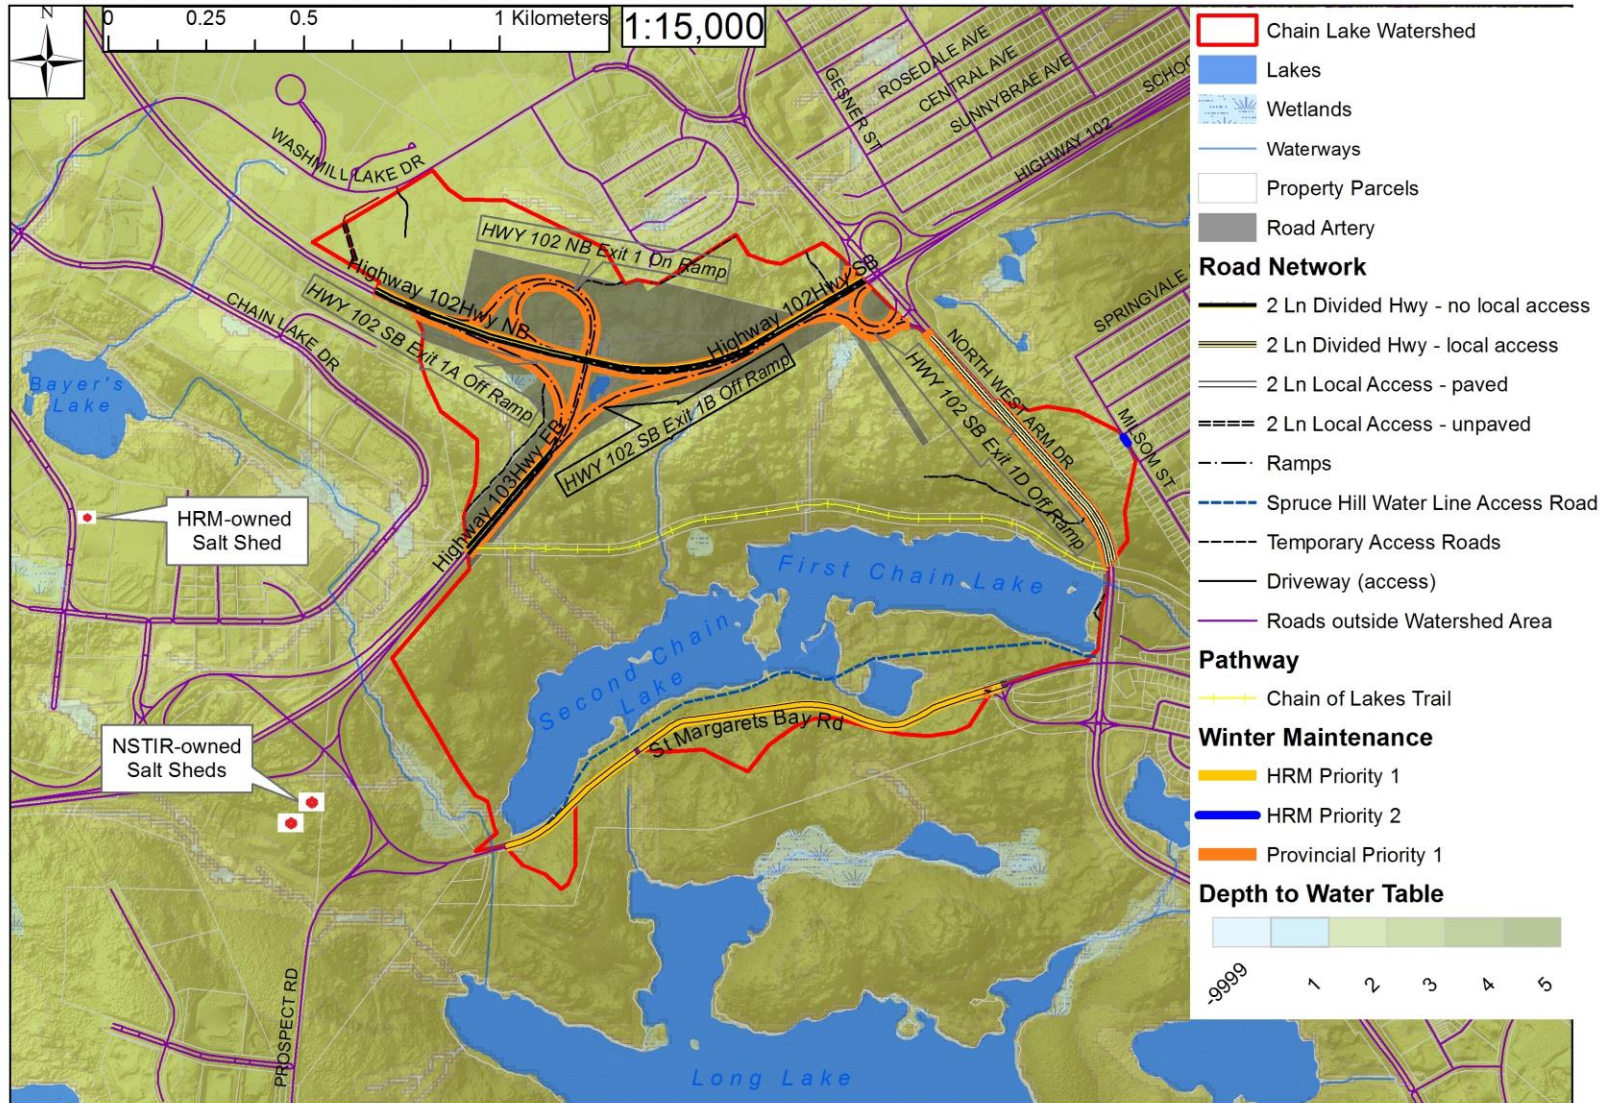 N
0 0.25 0.5 1 Kilometers
1:15,000
ROSEDALE AVE
CENTRAL AVE
SUNNYBRAE AVE
GESNER ST
SCHOO
HIGHWAY 102
WASHMILL LAKE DR
HWY 102 NB Exit 1 On Ramp
Highway 102Hwy NB
Highway 102Hwy SB
HWY 102 SB Exit 1A Off Ramp
CHAIN LAKE DR
SPRINGVALE
NORTH WEST ARM DR
HWY 102 SB Exit 1B Off Ramp
HWY 102 SB Exit 1D Off Ramp
MILSOM ST
Bayer's
Lake
Highway 103Hwy EB
HRM-owned
Salt Shed
First Chain Lake
Second Chain
Lake
St Margarets Bay Rd
NSTIR-owned
Salt Sheds
PROSPECT RD
Long Lake
Chain Lake Watershed
Lakes
Wetlands
Waterways
Property Parcels
Road Artery
Road Network
2 Ln Divided Hwy - no local access
2 Ln Divided Hwy - local access
2 Ln Local Access - paved
2 Ln Local Access - unpaved
Ramps
Spruce Hill Water Line Access Road
Temporary Access Roads
Driveway (access)
Roads outside Watershed Area
Pathway
Chain of Lakes Trail
Winter Maintenance
HRM Priority 1
HRM Priority 2
Provincial Priority 1
Depth to Water Table
-9999 1 2 3 4 5